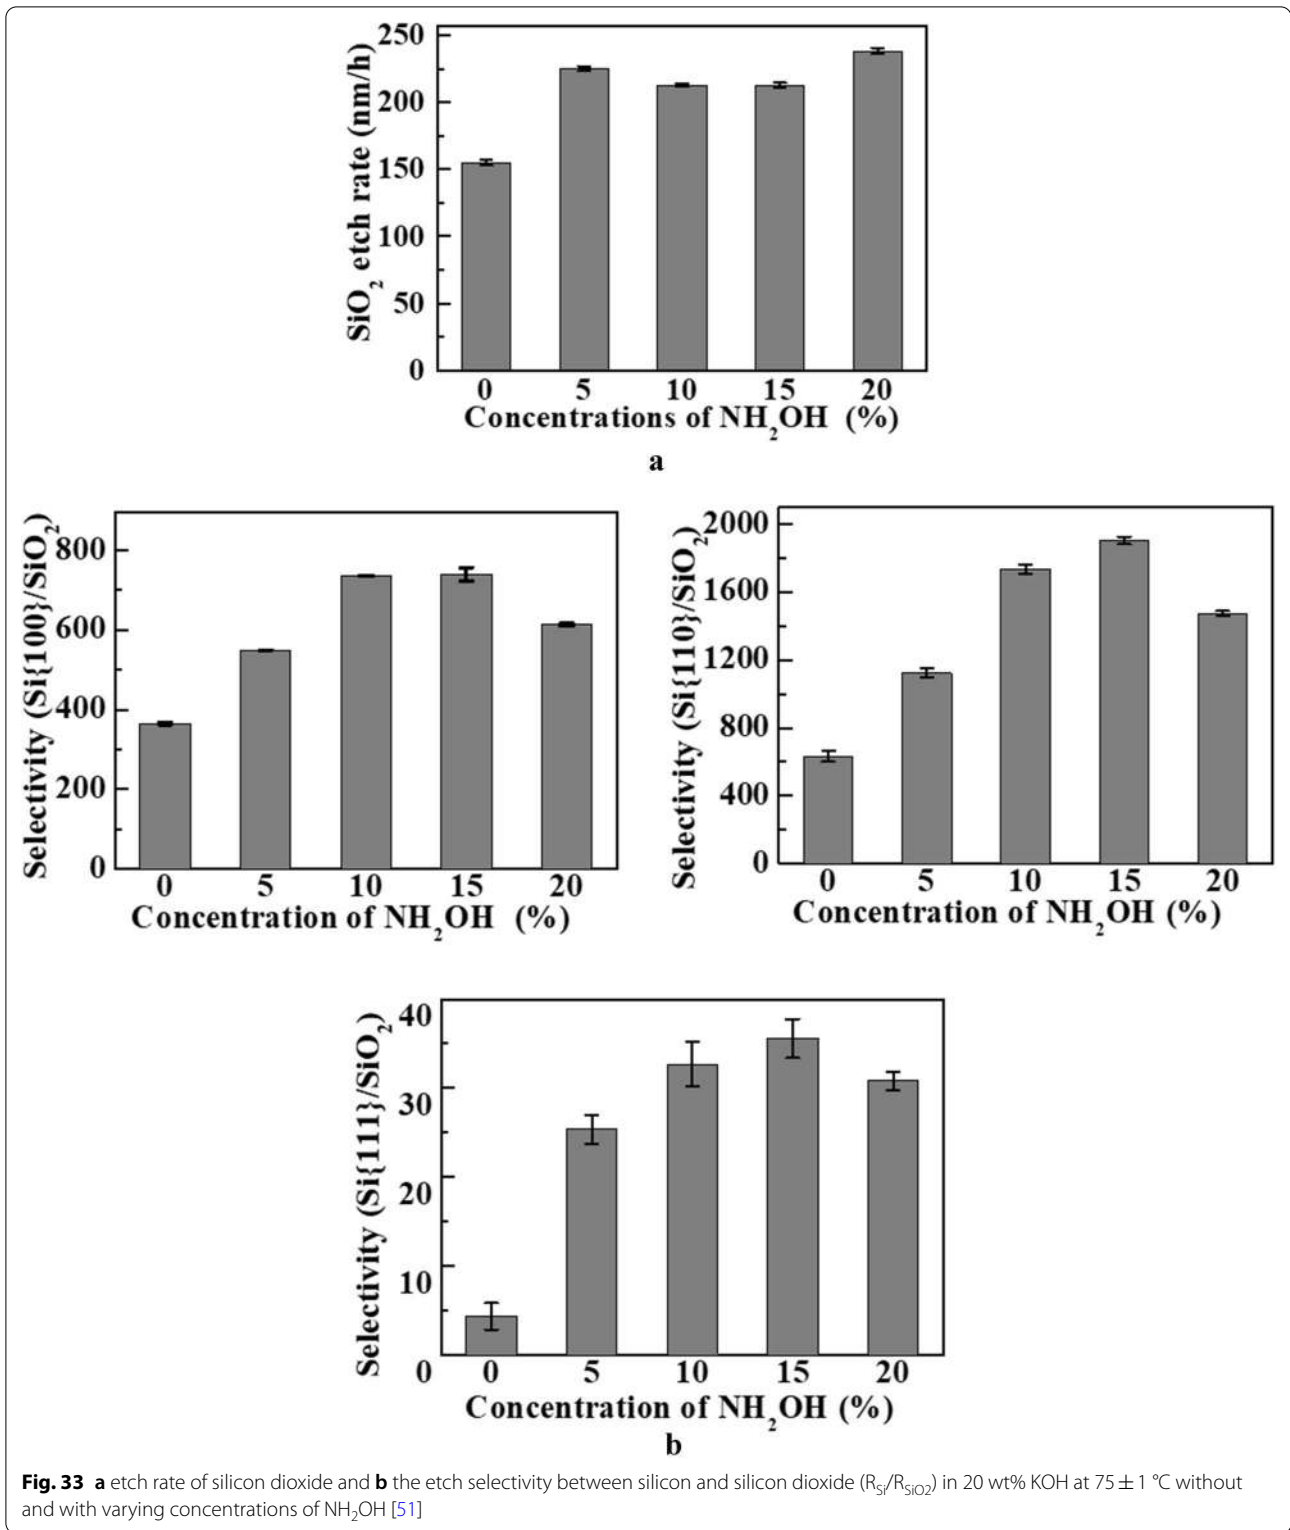 SiO2 etch rate (nm/h)
250
200
150
100
50
0
0 5 10 15 20
Concentrations of NH2OH (%)
a
Selectivity (Si{100}/SiO2)
800
600
400
200
0
0 5 10 15 20
Concentration of NH2OH (%)
Selectivity (Si{110}/SiO2)
2000
1600
1200
800
400
0
0 5 10 15 20
Concentration of NH2OH (%)
Selectivity (Si{111}/SiO2)
40
30
20
10
0
0 5 10 15 20
Concentration of NH2OH (%)
b
Fig. 33 a etch rate of silicon dioxide and b the etch selectivity between silicon and silicon dioxide (RSi/RSiO2) in 20 wt% KOH at 75 ± 1 °C without
and with varying concentrations of NH2OH [51]